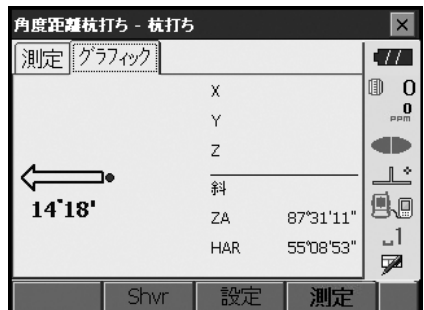 角度距離杭打ち - 杭打ち
測定 グラフィック
X
Y
Z
斜
ZA 87°31'11"
HAR 55°08'53"
14°18'
0
0
ppm
1
Shvr 設定 測定